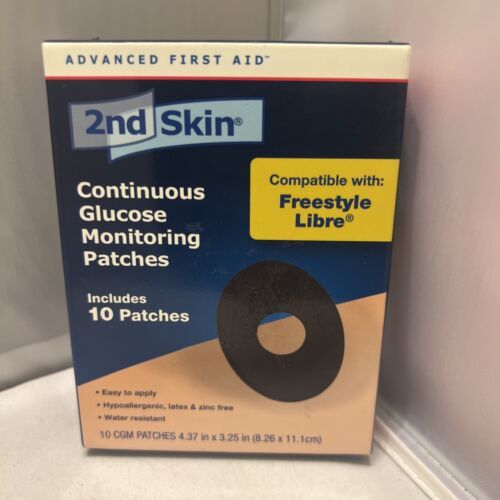 ADVANCED FIRST AID™
2nd Skin®
Compatible with:
Freestyle
Libre®
Continuous
Glucose
Monitoring
Patches
Includes
10 Patches
• Easy to apply
• Hypoallergenic, latex & zinc free
• Water resistant
10 CGM PATCHES 4.37 in x 3.25 in (8.26 x 11.1cm)